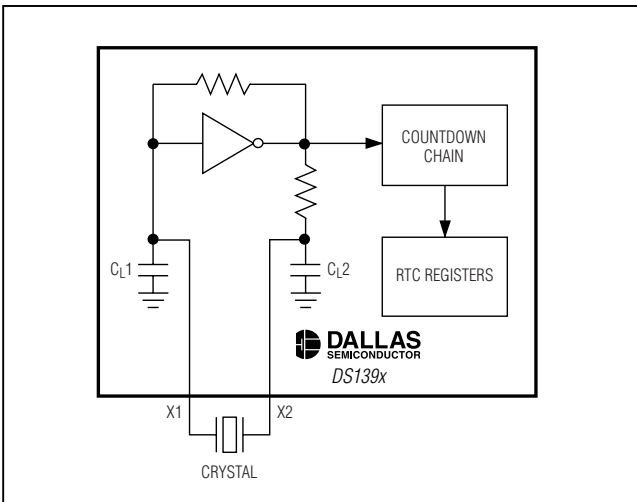 COUNTDOWN
CHAIN
RTC REGISTERS
CL1
CL2
DALLAS
SEMICONDUCTOR
DS139x
X1
X2
CRYSTAL